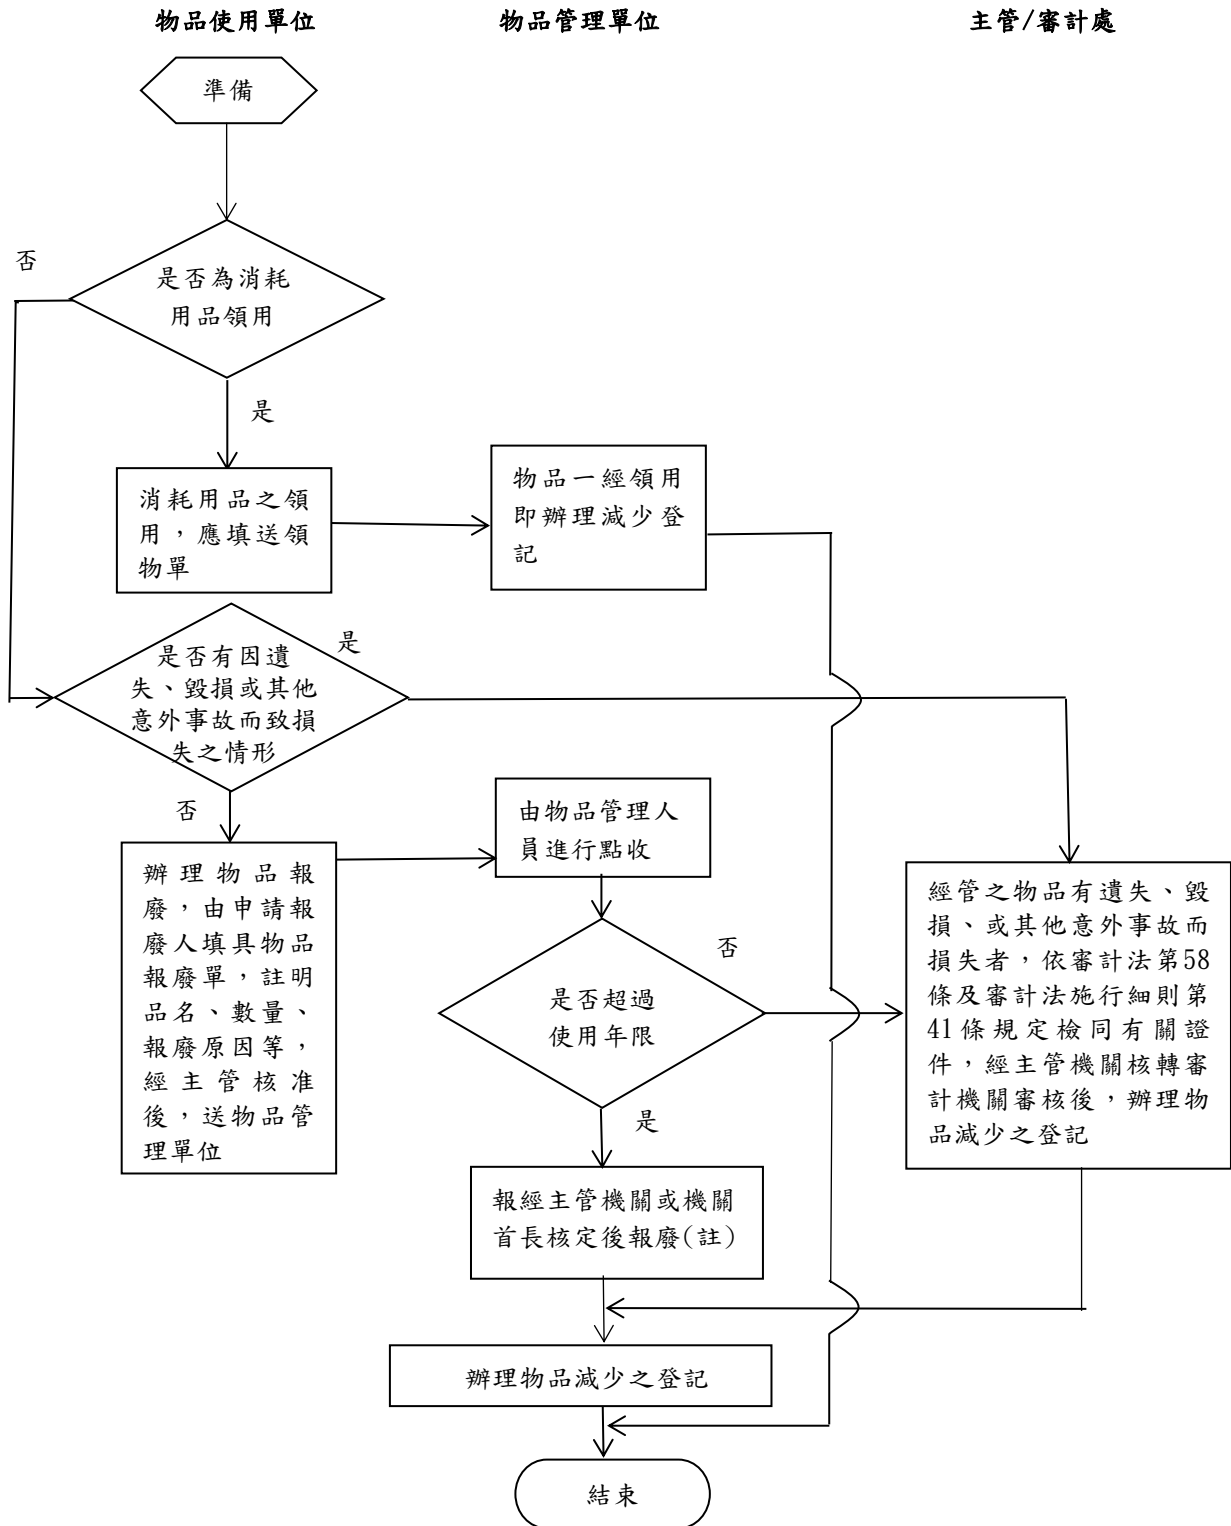 物品使用單位
物品管理單位
主管/審計處
準備
否
是否為消耗
用品領用
是
消耗用品之領
用，應填送領
物單
物品一經領用
即辦理減少登
記
是否有因遺
失、毀損或其他
意外事故而致損
失之情形
是
否
辦理物品報
廢，由申請報
廢人填具物品
報廢單，註明
品名、數量、
報廢原因等，
經主管核准
後，送物品管
理單位
由物品管理人
員進行點收
是否超過
使用年限
否
是
經管之物品有遺失、毀
損、或其他意外事故而
損失者，依審計法第58
條及審計法施行細則第
41條規定檢同有關證
件，經主管機關核轉審
計機關審核後，辦理物
品減少之登記
報經主管機關或機關
首長核定後報廢(註)
辦理物品減少之登記
結束